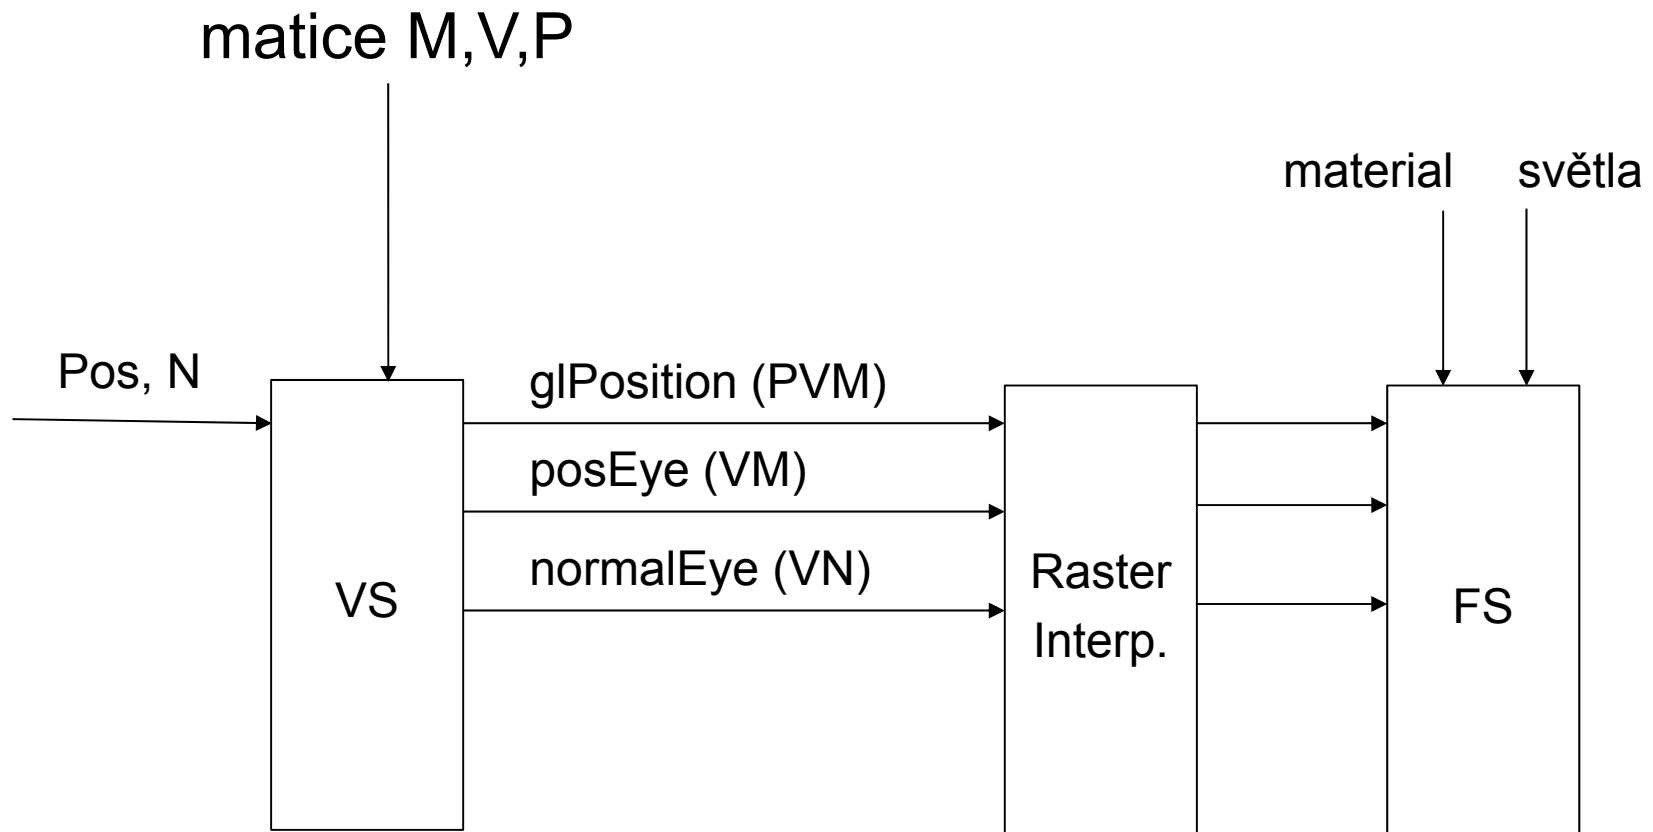 matice M,V,P
material
světla
Pos, N
glPosition (PVM)
posEye (VM)
normalEye (VN)
VS
Raster
Interp.
FS